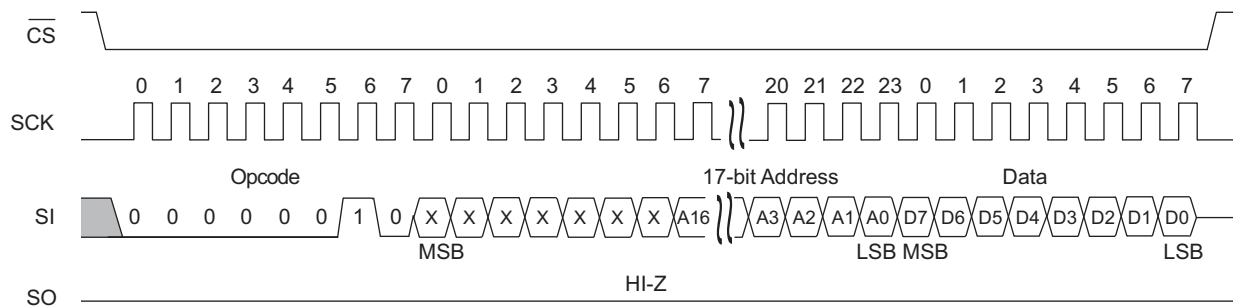 CS
0 1 2 3 4 5 6 7 0 1 2 3 4 5 6 7 20 21 22 23 0 1 2 3 4 5 6 7
SCK
Opcode 17-bit Address Data
SI 0 0 0 0 0 0 1 0 X X X X X X X A16 A3 A2 A1 A0 D7 D6 D5 D4 D3 D2 D1 D0
MSB LSB MSB LSB
HI-Z
SO